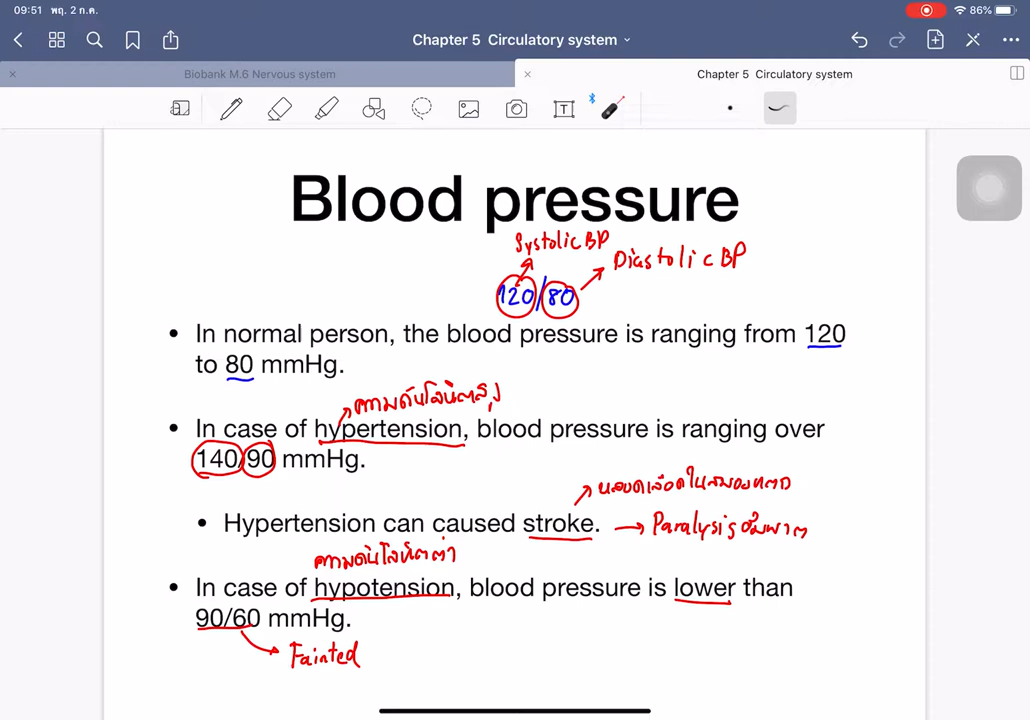 09:51 พฤ. 2 ก.ค.
86%
Chapter 5 Circulatory system
Biobank M.6 Nervous system
Chapter 5 Circulatory system
T
Blood pressure
Systolic BP
Diastolic BP
120/80
• In normal person, the blood pressure is ranging from 120
to 80 mmHg.
ความดันโลหิตสูง
• In case of hypertension, blood pressure is ranging over
140/90 mmHg.
หลอดเลือดในสมองแตก
• Hypertension can caused stroke. → Paralysis อัมพาต
ความดันโลหิตต่ำ
• In case of hypotension, blood pressure is lower than
90/60 mmHg.
Fainted